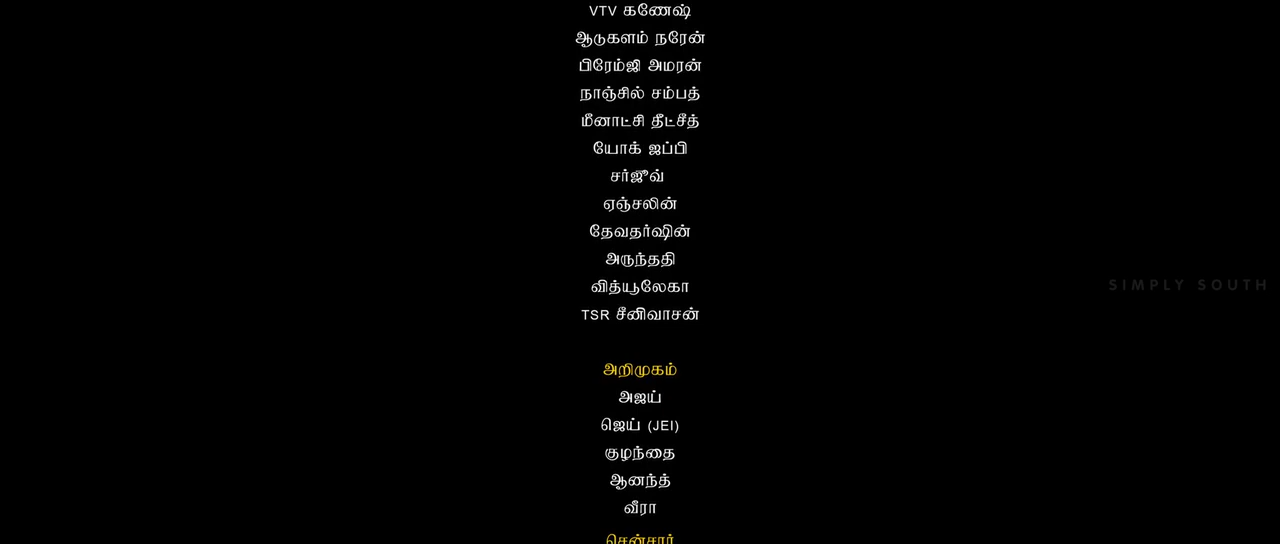 VTV கணேஷ்
ஆடுகளம் நரேன்
பிரேம்ஜி அமரன்
நாஞ்சில் சம்பத்
மீனாட்சி தீட்சீத்
யோக் ஜப்பி
சர்ஜூவ்
ஏஞ்சலின்
தேவதர்ஷின்
அருந்ததி
வித்யூலேகா
TSR சீனிவாசன்
SIMPLY SOUTH
அறிமுகம்
அஜய்
ஜெய் (JEI)
குழந்தை
ஆனந்த்
வீரா
சென்சார்